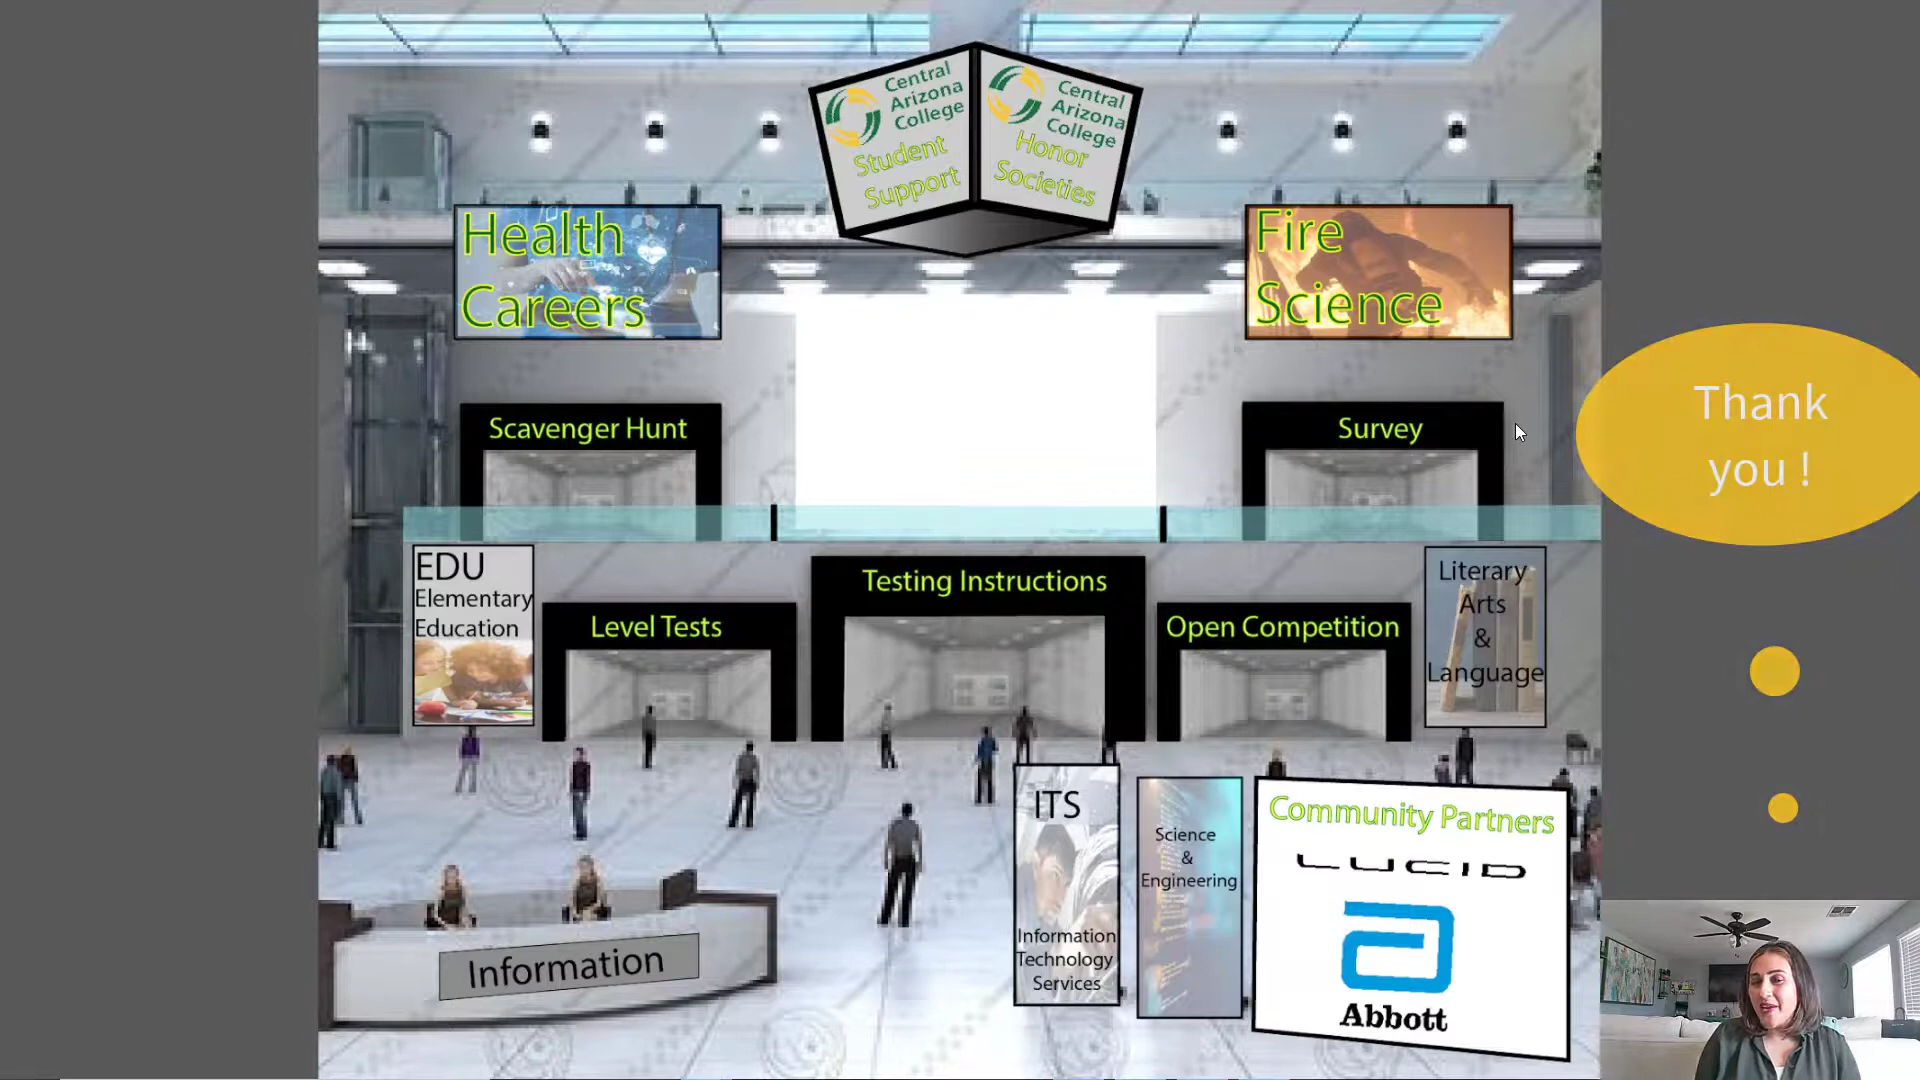 Central
Arizona
College
Student
Support
Central
Arizona
College
Honor
Societies
Health
Careers
Fire
Science
Scavenger Hunt
Survey
Thank
you !
EDU
Elementary
Education
Level Tests
Testing Instructions
Open Competition
Literary
Arts
&
Language
ITS
Information
Technology
Services
Science
&
Engineering
Community Partners
LUCID
Abbott
Information